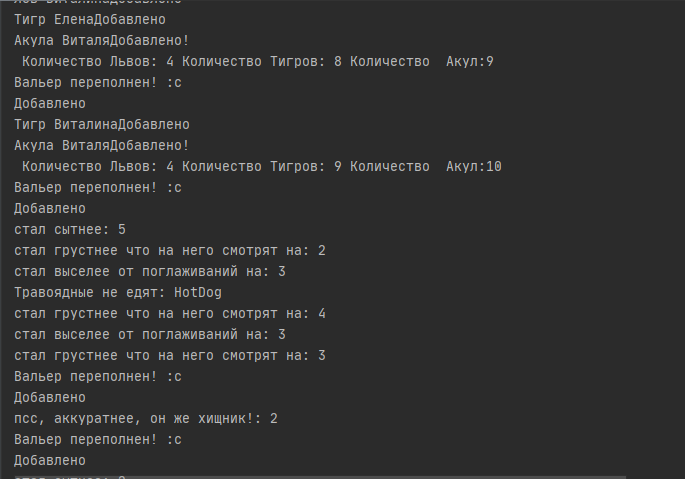 Тигр ЕленаДобавлено
Акула ВиталяДобавлено!
Количество Львов: 4 Количество Тигров: 8 Количество  Акул:9
Вальер переполнен! :с
Добавлено
Тигр ВиталинаДобавлено
Акула ВиталяДобавлено!
Количество Львов: 4 Количество Тигров: 9 Количество  Акул:10
Вальер переполнен! :с
Добавлено
стал сытнее: 5
стал грустнее что на него смотрят на: 2
стал выселее от поглаживаний на: 3
Травоядные не едят: HotDog
стал грустнее что на него смотрят на: 4
стал выселее от поглаживаний на: 3
стал грустнее что на него смотрят на: 3
Вальер переполнен! :с
Добавлено
псс, аккуратнее, он же хищник!: 2
Вальер переполнен! :с
Добавлено